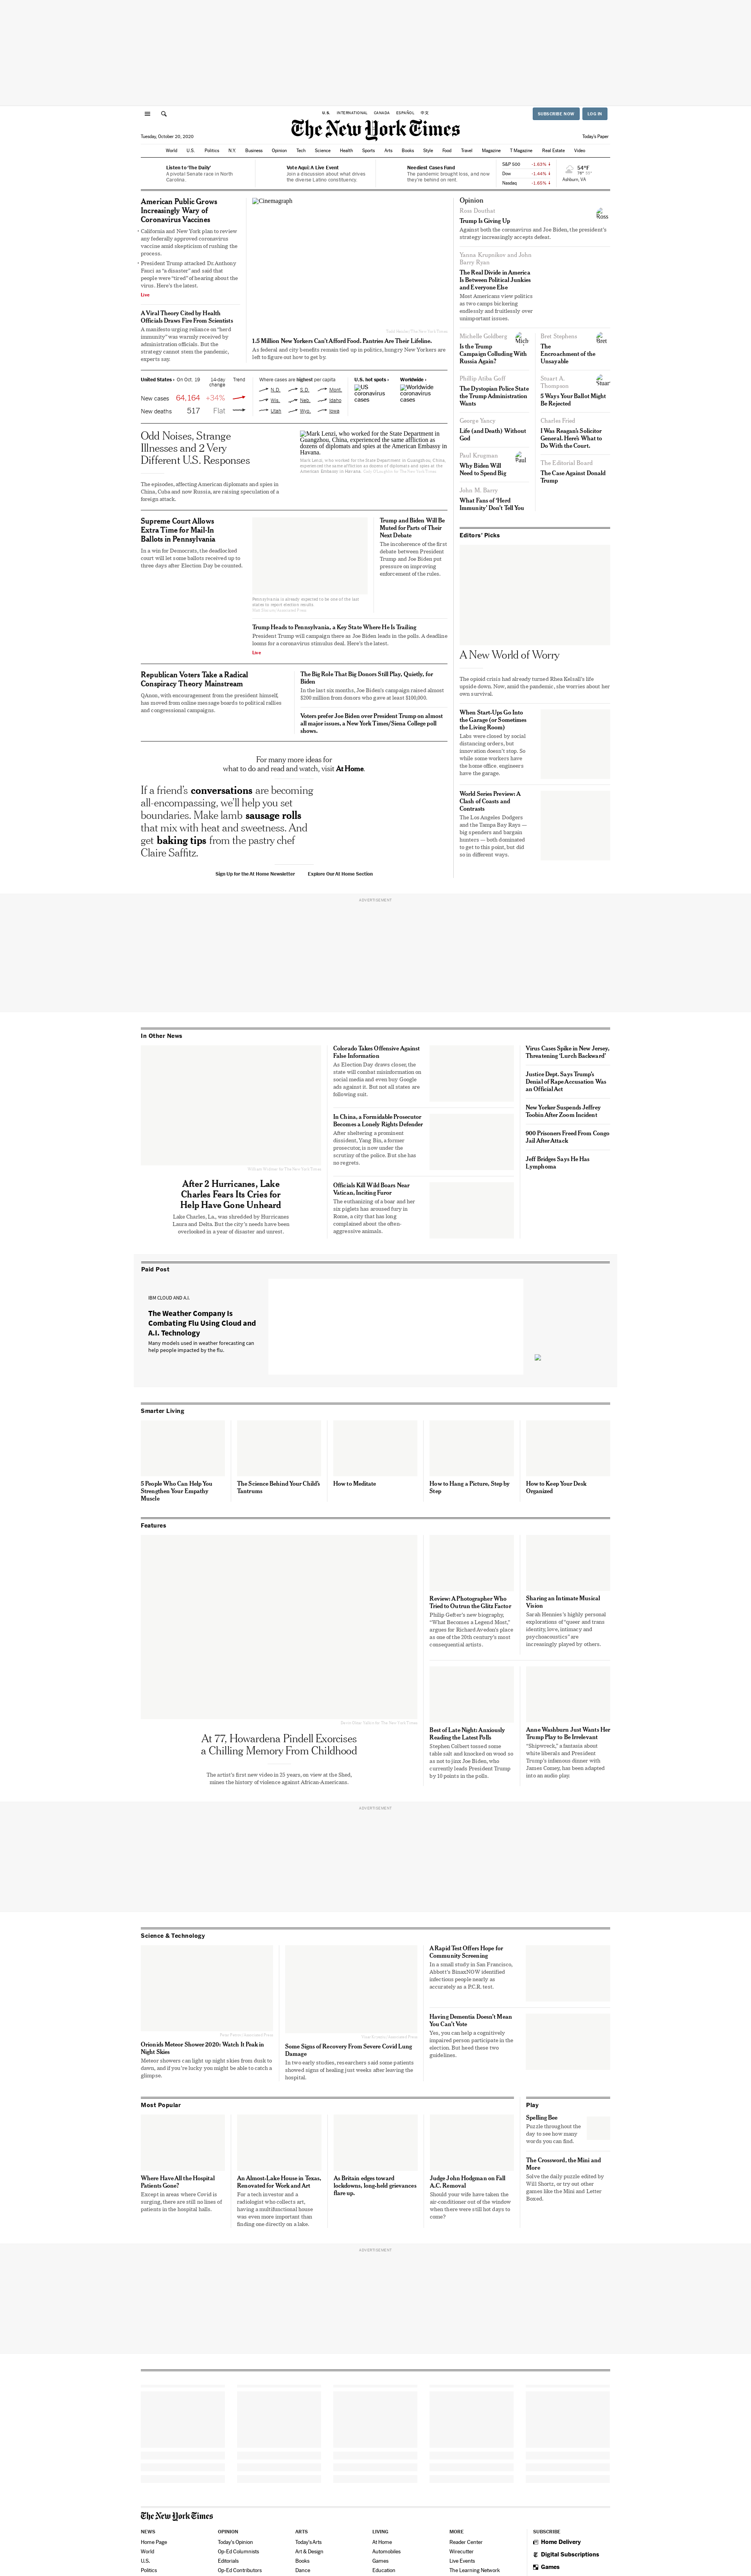 U.S.
INTERNATIONAL
CANADA
ESPAÑOL
中文
SUBSCRIBE NOW
LOG IN
The New York Times
Tuesday, October 20, 2020
Today's Paper
World
U.S.
Politics
N.Y.
Business
Opinion
Tech
Science
Health
Sports
Arts
Books
Style
Food
Travel
Magazine
T Magazine
Real Estate
Video
Listen to 'The Daily'
A pivotal Senate race in North
Carolina.
Vote Aquí: A Live Event
Join a discussion about what drives
the diverse Latino constituency.
Neediest Cases Fund
The pandemic brought loss, and now
they're behind on rent.
S&P 500 -1.63% ↓
Dow -1.44% ↓
Nasdaq -1.65% ↓
54°F
Ashburn, VA
American Public Grows
Increasingly Wary of
Coronavirus Vaccines
• California and New York plan to review
any federally approved coronavirus
vaccine amid skepticism of rushing the
process.
• President Trump attacked Dr. Anthony
Fauci as "a disaster" and said that
people were "tired" of hearing about the
virus. Here's the latest.
Live
A Viral Theory Cited by Health
Officials Draws Fire From Scientists
A manifesto urging reliance on "herd
immunity" was warmly received by
administration officials. But the
strategy cannot stem the pandemic,
experts say.
Cinemagraph
1.5 Million New Yorkers Can't Afford Food. Pantries Are Their Lifeline.
As federal and city benefits remain tied up in politics, hungry New Yorkers are
left to figure out how to get by.
United States › On Oct. 19
14-day
change
Trend
New cases 64,164 +34%
New deaths 517 Flat
Where cases are highest per capita
N.D.
S.D.
Mont.
Wis.
Neb.
Idaho
Utah
Wyo.
Iowa
U.S. hot spots ›
US
coronavirus
cases
Worldwide ›
Worldwide
coronavirus
cases
Odd Noises, Strange
Illnesses and 2 Very
Different U.S. Responses
The episodes, affecting American diplomats and spies in
China, Cuba and now Russia, are raising speculation of a
foreign attack.
Mark Lenzi, who worked for the State Department in
Guangzhou, China, experienced the same affliction as
dozens of diplomats and spies at the American Embassy in
Havana.
Mark Lenzi, who worked for the State Department in Guangzhou, China,
experienced the same affliction as dozens of diplomats and spies at the
American Embassy in Havana.
Supreme Court Allows
Extra Time for Mail-In
Ballots in Pennsylvania
In a win for Democrats, the deadlocked
court will let some ballots received up to
three days after Election Day be counted.
Pennsylvania is already expected to be one of the last
states to report election results.
Trump and Biden Will Be
Muted for Parts of Their
Next Debate
The incoherence of the first
debate between President
Trump and Joe Biden put
pressure on improving
enforcement of the rules.
Trump Heads to Pennsylvania, a Key State Where He Is Trailing
President Trump will campaign there as Joe Biden leads in the polls. A deadline
looms for a coronavirus stimulus deal. Here's the latest.
Live
Republican Voters Take a Radical
Conspiracy Theory Mainstream
QAnon, with encouragement from the president himself,
has moved from online message boards to political rallies
and congressional campaigns.
The Big Role That Big Donors Still Play, Quietly, for
Biden
In the last six months, Joe Biden's campaign raised almost
$200 million from donors who gave at least $100,000.
Voters prefer Joe Biden over President Trump on almost
all major issues, a New York Times/Siena College poll
shows.
For many more ideas for
what to do and read and watch, visit At Home.
If a friend's conversations are becoming
all-encompassing, we'll help you set
boundaries. Make lamb sausage rolls
that mix with heat and sweetness. And
get baking tips from the pastry chef
Claire Saffitz.
Sign Up for the At Home Newsletter
Explore Our At Home Section
Opinion
Ross Douthat
Trump Is Giving Up
Against both the coronavirus and Joe Biden, the president's
strategy increasingly accepts defeat.
Ross
Yanna Krupnikov and John
Barry Ryan
The Real Divide in America
Is Between Political Junkies
and Everyone Else
Most Americans view politics
as two camps bickering
endlessly and fruitlessly over
unimportant issues.
Michelle Goldberg
Is the Trump
Campaign Colluding With
Russia Again?
Mich
Bret Stephens
The
Encroachment of the
Unsayable
Bret
Phillip Atiba Goff
The Dystopian Police State
the Trump Administration
Wants
Stuart A.
Thompson
5 Ways Your Ballot Might
Be Rejected
Stuart
George Yancy
Life (and Death) Without
God
Charles Fried
I Was Reagan's Solicitor
General. Here's What to
Do With the Court.
Paul Krugman
Why Biden Will
Need to Spend Big
Paul
The Editorial Board
The Case Against Donald
Trump
John M. Barry
What Fans of 'Herd
Immunity' Don't Tell You
Editors' Picks
A New World of Worry
The opioid crisis had already turned Rhea Kelsall's life
upside down. Now, amid the pandemic, she worries about her
own survival.
When Start-Ups Go Into
the Garage (or Sometimes
the Living Room)
Labs were closed by social
distancing orders, but
innovation doesn't stop. So
while some workers have
the home office, engineers
have the garage.
World Series Preview: A
Clash of Coasts and
Contrasts
The Los Angeles Dodgers
and the Tampa Bay Rays —
big spenders and bargain
hunters — both dominated
to get to this point, but did
so in different ways.
ADVERTISEMENT
In Other News
After 2 Hurricanes, Lake
Charles Fears Its Cries for
Help Have Gone Unheard
Lake Charles, La., was shredded by Hurricanes
Laura and Delta. But the city's needs have been
overlooked in a year of disaster and unrest.
Colorado Takes Offensive Against
False Information
As Election Day draws closer, the
state will combat misinformation on
social media and even buy Google
ads against it. But not all states are
following suit.
In China, a Formidable Prosecutor
Becomes a Lonely Rights Defender
After sheltering a prominent
dissident, Yang Bin, a former
prosecutor, is now under the
scrutiny of the police. But she has
no regrets.
Officials Kill Wild Boars Near
Vatican, Inciting Furor
The euthanizing of a boar and her
six piglets has aroused fury in
Rome, a city that has long
complained about the often-
aggressive animals.
Virus Cases Spike in New Jersey,
Threatening 'Lurch Backward'
Justice Dept. Says Trump's
Denial of Rape Accusation Was
an Official Act
New Yorker Suspends Jeffrey
Toobin After Zoom Incident
900 Prisoners Freed From Congo
Jail After Attack
Jeff Bridges Says He Has
Lymphoma
Paid Post
IBM CLOUD AND A.I.
The Weather Company Is
Combating Flu Using Cloud and
A.I. Technology
Many models used in weather forecasting can
help people impacted by the flu.
Smarter Living
5 People Who Can Help You
Strengthen Your Empathy
Muscle
The Science Behind Your Child's
Tantrums
How to Meditate
How to Hang a Picture, Step by
Step
How to Keep Your Desk
Organized
Features
At 77, Howardena Pindell Exorcises
a Chilling Memory From Childhood
The artist's first new video in 25 years, on view at the Shed,
mines the history of violence against African-Americans.
Review: A Photographer Who
Tried to Outrun the Glitz Factor
Philip Gefter's new biography,
"What Becomes a Legend Most,"
argues for Richard Avedon's place
as one of the 20th century's most
consequential artists.
Sharing an Intimate Musical
Vision
Sarah Hennies's highly personal
explorations of "queer and trans
identity, love, intimacy and
psychoacoustics" are
increasingly played by others.
Best of Late Night: Anxiously
Reading the Latest Polls
Stephen Colbert tossed some
table salt and knocked on wood so
as not to jinx Joe Biden, who
currently leads President Trump
by 10 points in the polls.
Anne Washburn Just Wants Her
Trump Play to Be Irrelevant
"Shipwreck," a fantasia about
white liberals and President
Trump's infamous dinner with
James Comey, has been adapted
into an audio play.
ADVERTISEMENT
Science & Technology
Orionids Meteor Shower 2020: Watch It Peak in
Night Skies
Meteor showers can light up night skies from dusk to
dawn, and if you're lucky you might be able to catch a
glimpse.
Some Signs of Recovery From Severe Covid Lung
Damage
In two early studies, researchers said some patients
showed signs of healing just weeks after leaving the
hospital.
A Rapid Test Offers Hope for
Community Screening
In a small study in San Francisco,
Abbott's BinaxNOW identified
infectious people nearly as
accurately as a P.C.R. test.
Having Dementia Doesn't Mean
You Can't Vote
Yes, you can help a cognitively
impaired person participate in the
election. But heed these two
guidelines.
Most Popular
Where Have All the Hospital
Patients Gone?
Except in areas where Covid is
surging, there are still no lines of
patients in the hospital halls.
An Almost-Lake House in Texas,
Renovated for Work and Art
For a tech investor and a
radiologist who collects art,
having a multifunctional house
was even more important than
finding one directly on a lake.
As Britain edges toward
lockdowns, long-held grievances
flare up.
Judge John Hodgman on Fall
A.C. Removal
Should your wife have taken the
air-conditioner out of the window
when there were still hot days to
come?
Play
Spelling Bee
Puzzle throughout the
day to see how many
words you can find.
The Crossword, the Mini and
More
Solve the daily puzzle edited by
Will Shortz, or try out other
games like the Mini and Letter
Boxed.
ADVERTISEMENT
The New York Times
NEWS
Home Page
World
U.S.
Politics
OPINION
Today's Opinion
Op-Ed Columnists
Editorials
Op-Ed Contributors
ARTS
Today's Arts
Art & Design
Books
Dance
LIVING
At Home
Automobiles
Games
Education
MORE
Reader Center
Wirecutter
Live Events
The Learning Network
SUBSCRIBE
Home Delivery
Digital Subscriptions
Games